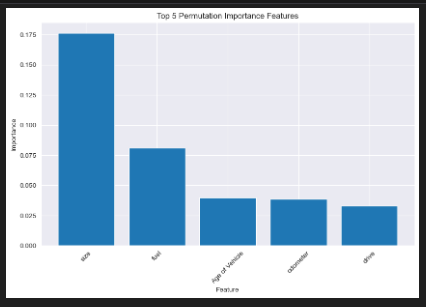 Top 5 Permutation Importance Features
Importance
0.175
0.150
0.125
0.100
0.075
0.050
0.025
0.000
size
fuel
Age of Vehicle
odometer
drive
Feature